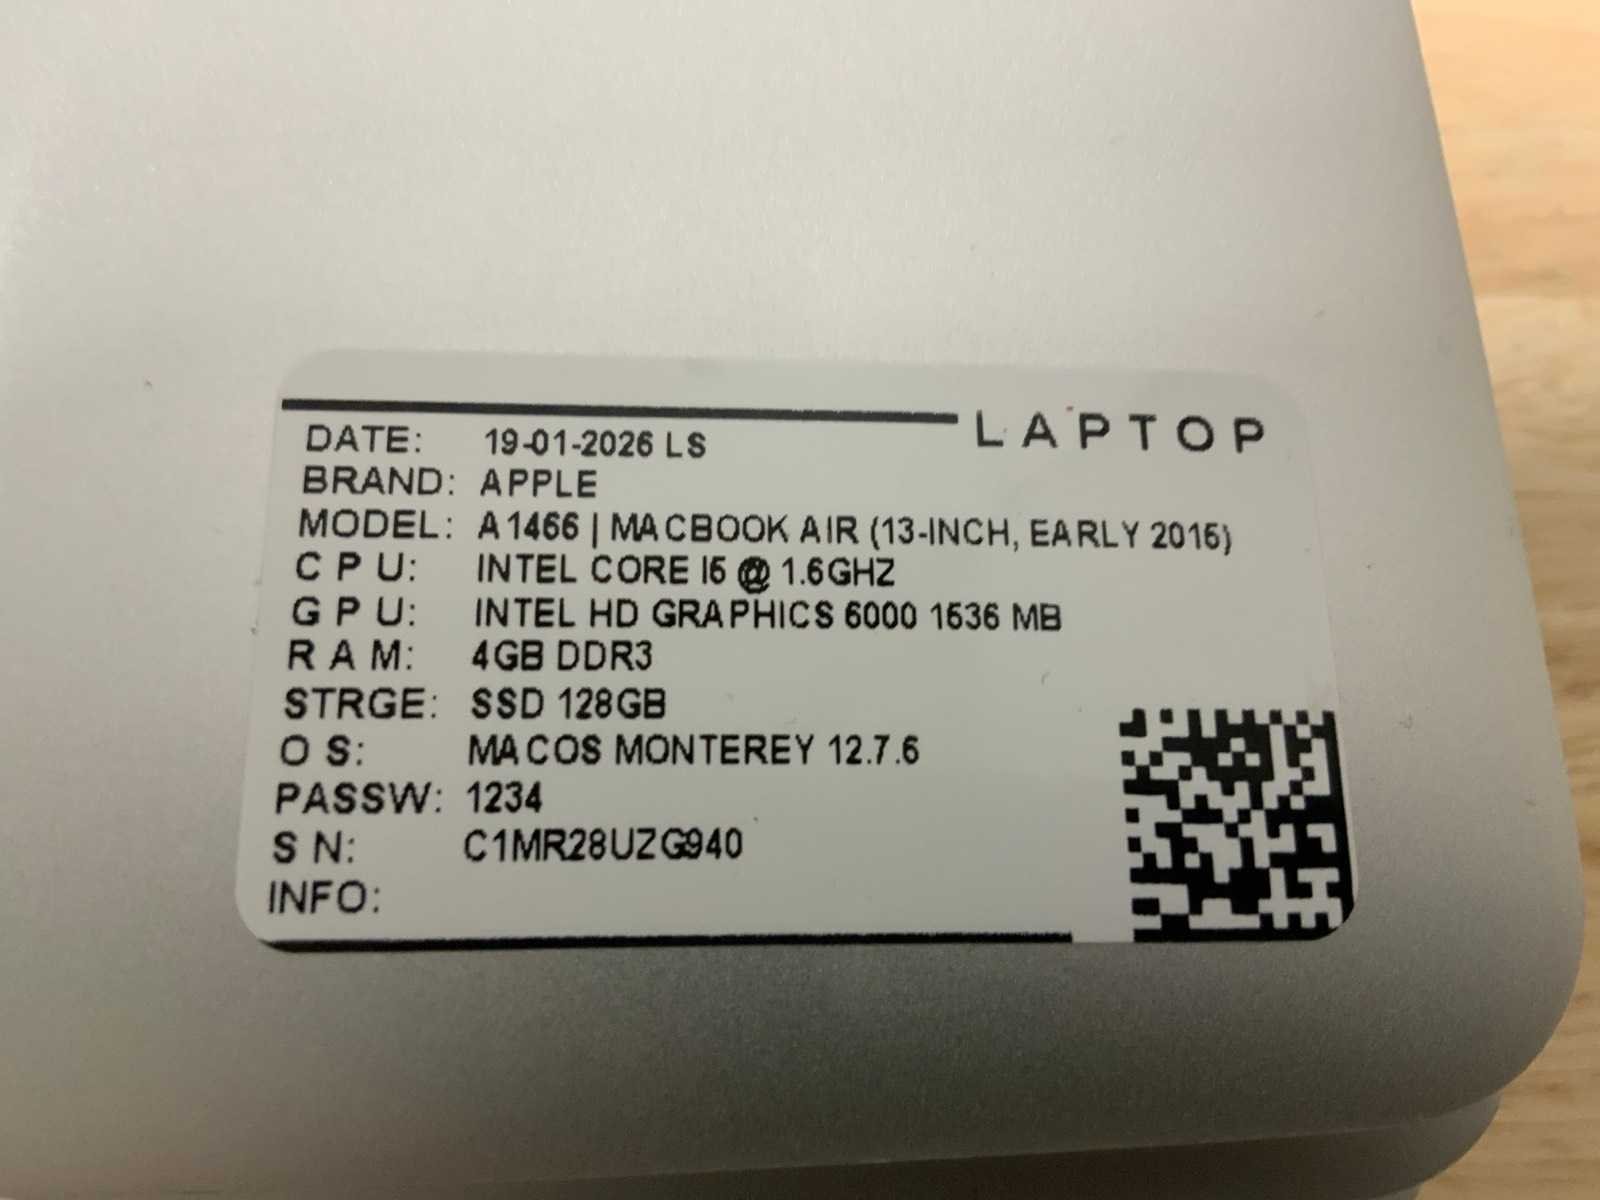 LAPTOP
DATE: 19-01-2026 LS
BRAND: APPLE
MODEL: A1466 | MACBOOK AIR (13-INCH, EARLY 2015)
CPU: INTEL CORE I5 @ 1.6GHZ
GPU: INTEL HD GRAPHICS 6000 1536 MB
RAM: 4GB DDR3
STRGE: SSD 128GB
OS: MACOS MONTEREY 12.7.6
PASSW: 1234
SN: C1MR28UZG940
INFO: